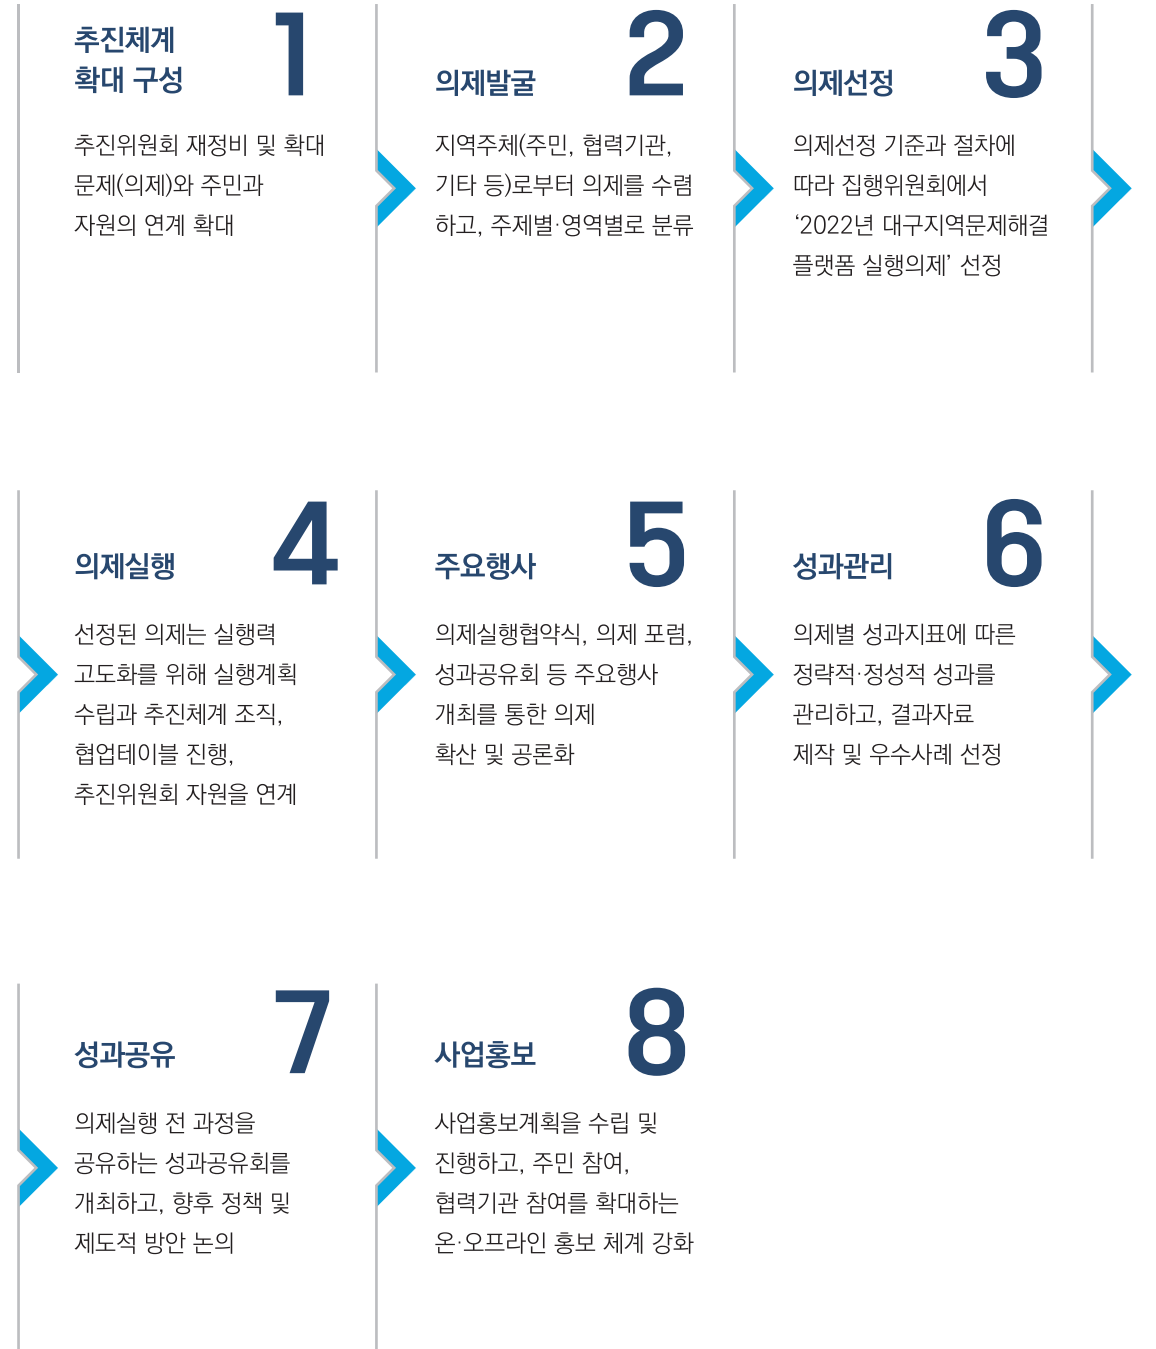 추진체계
확대 구성
1
추진위원회 재정비 및 확대
문제(의제)와 주민과
자원의 연계 확대
의제발굴
2
지역주체(주민, 협력기관,
기타 등)로부터 의제를 수렴
하고, 주제별·영역별로 분류
의제선정
3
의제선정 기준과 절차에
따라 집행위원회에서
‘2022년 대구지역문제해결
플랫폼 실행의제’ 선정
의제실행
4
선정된 의제는 실행력
고도화를 위해 실행계획
수립과 추진체계 조직,
협업테이블 진행,
추진위원회 자원을 연계
주요행사
5
의제실행협약식, 의제 포럼,
성과공유회 등 주요행사
개최를 통한 의제
확산 및 공론화
성과관리
6
의제별 성과지표에 따른
정략적·정성적 성과를
관리하고, 결과자료
제작 및 우수사례 선정
성과공유
7
의제실행 전 과정을
공유하는 성과공유회를
개최하고, 향후 정책 및
제도적 방안 논의
사업홍보
8
사업홍보계획을 수립 및
진행하고, 주민 참여,
협력기관 참여를 확대하는
온·오프라인 홍보 체계 강화